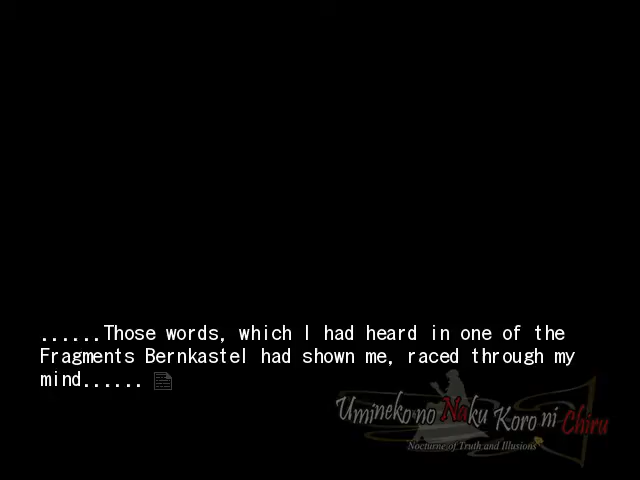 ......Those words, which I had heard in one of the
Fragments Bernkastel had shown me, raced through my
mind......
Umineko no Naku Koro ni Chiru
Nocturne of Truth and Illusions